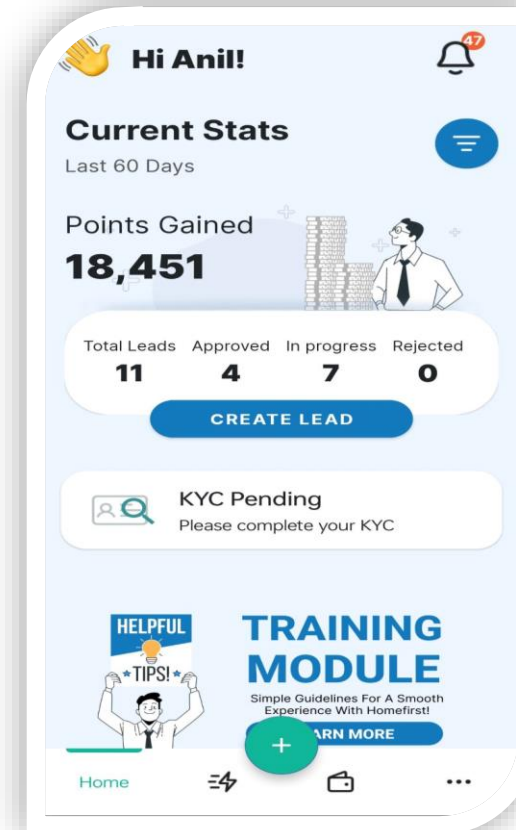 Hi Anil!
47
Current Stats
Last 60 Days
Points Gained
18,451
Total Leads Approved In progress Rejected
11 4 7 0
CREATE LEAD
KYC Pending
Please complete your KYC
HELPFUL
TIPS!
TRAINING
MODULE
Simple Guidelines For A Smooth
Experience With Homefirst!
ARN MORE
Home